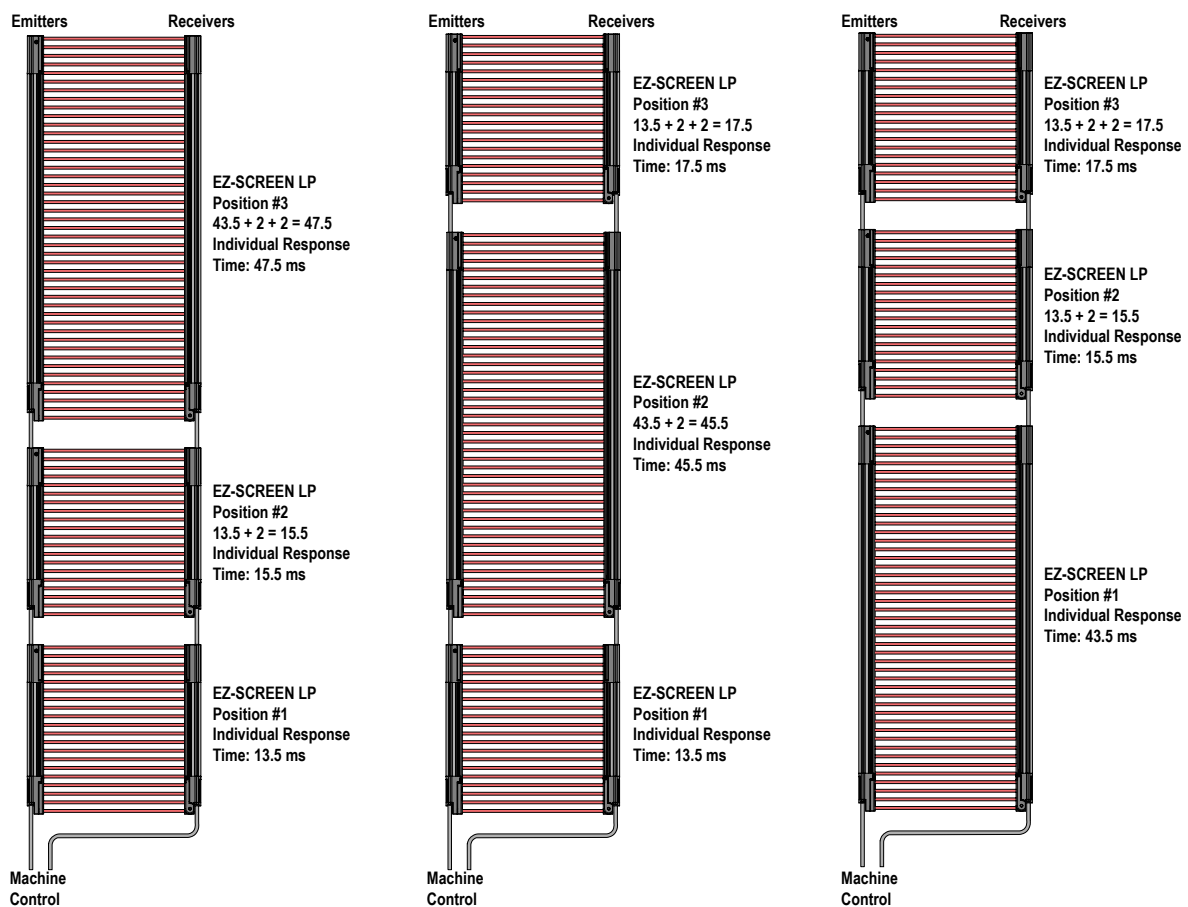 Emitters Receivers
EZ-SCREEN LP
Position #3
43.5 + 2 + 2 = 47.5
Individual Response
Time: 47.5 ms
EZ-SCREEN LP
Position #2
13.5 + 2 = 15.5
Individual Response
Time: 15.5 ms
EZ-SCREEN LP
Position #1
Individual Response
Time: 13.5 ms
Machine
Control
Emitters Receivers
EZ-SCREEN LP
Position #3
13.5 + 2 + 2 = 17.5
Individual Response
Time: 17.5 ms
EZ-SCREEN LP
Position #2
43.5 + 2 = 45.5
Individual Response
Time: 45.5 ms
EZ-SCREEN LP
Position #1
Individual Response
Time: 13.5 ms
Machine
Control
Emitters Receivers
EZ-SCREEN LP
Position #3
13.5 + 2 + 2 = 17.5
Individual Response
Time: 17.5 ms
EZ-SCREEN LP
Position #2
13.5 + 2 = 15.5
Individual Response
Time: 15.5 ms
EZ-SCREEN LP
Position #1
Individual Response
Time: 43.5 ms
Machine
Control